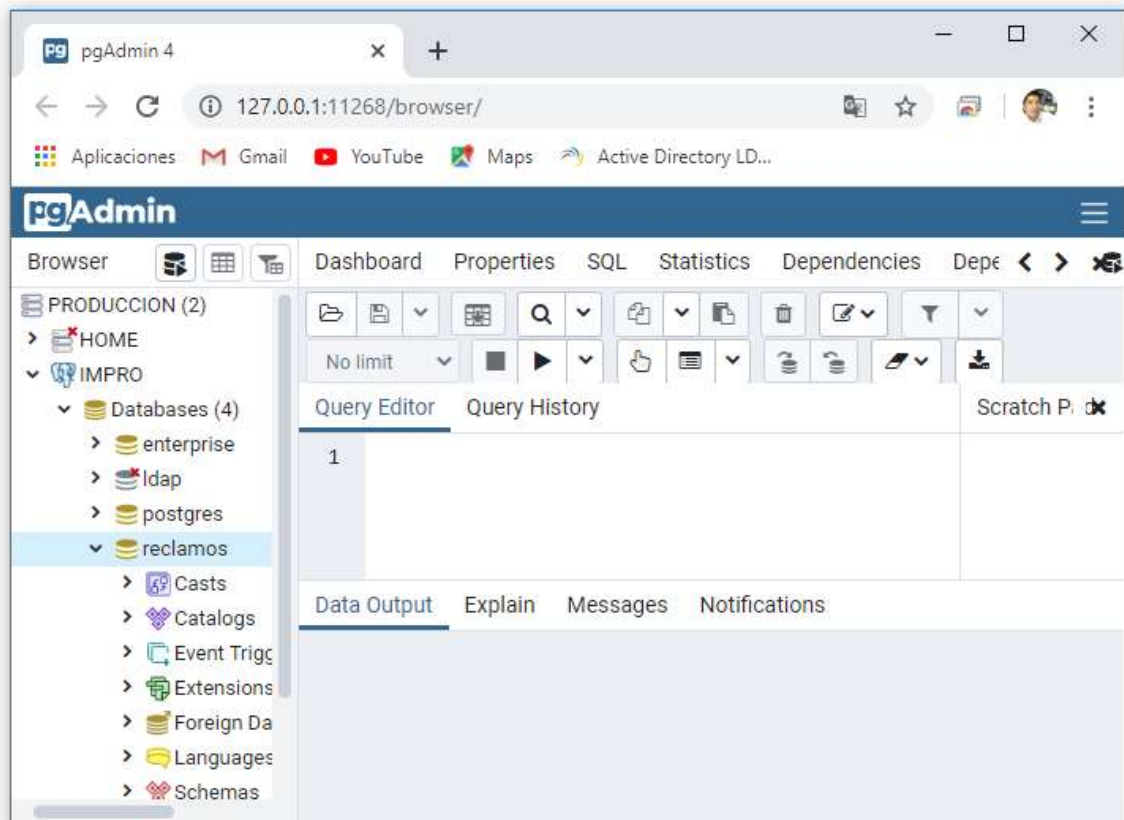 pgAdmin 4
127.0.0.1:11268/browser/
Aplicaciones Gmail YouTube Maps Active Directory LD...
pgAdmin
Browser Dashboard Properties SQL Statistics Dependencies Depe
PRODUCCION (2)
HOME
No limit
IMPRO
Query Editor Query History Scratch P
Databases (4)
enterprise
1
ldap
postgres
reclamos
Casts
Data Output Explain Messages Notifications
Catalogs
Event Trigg
Extensions
Foreign Da
Languages
Schemas